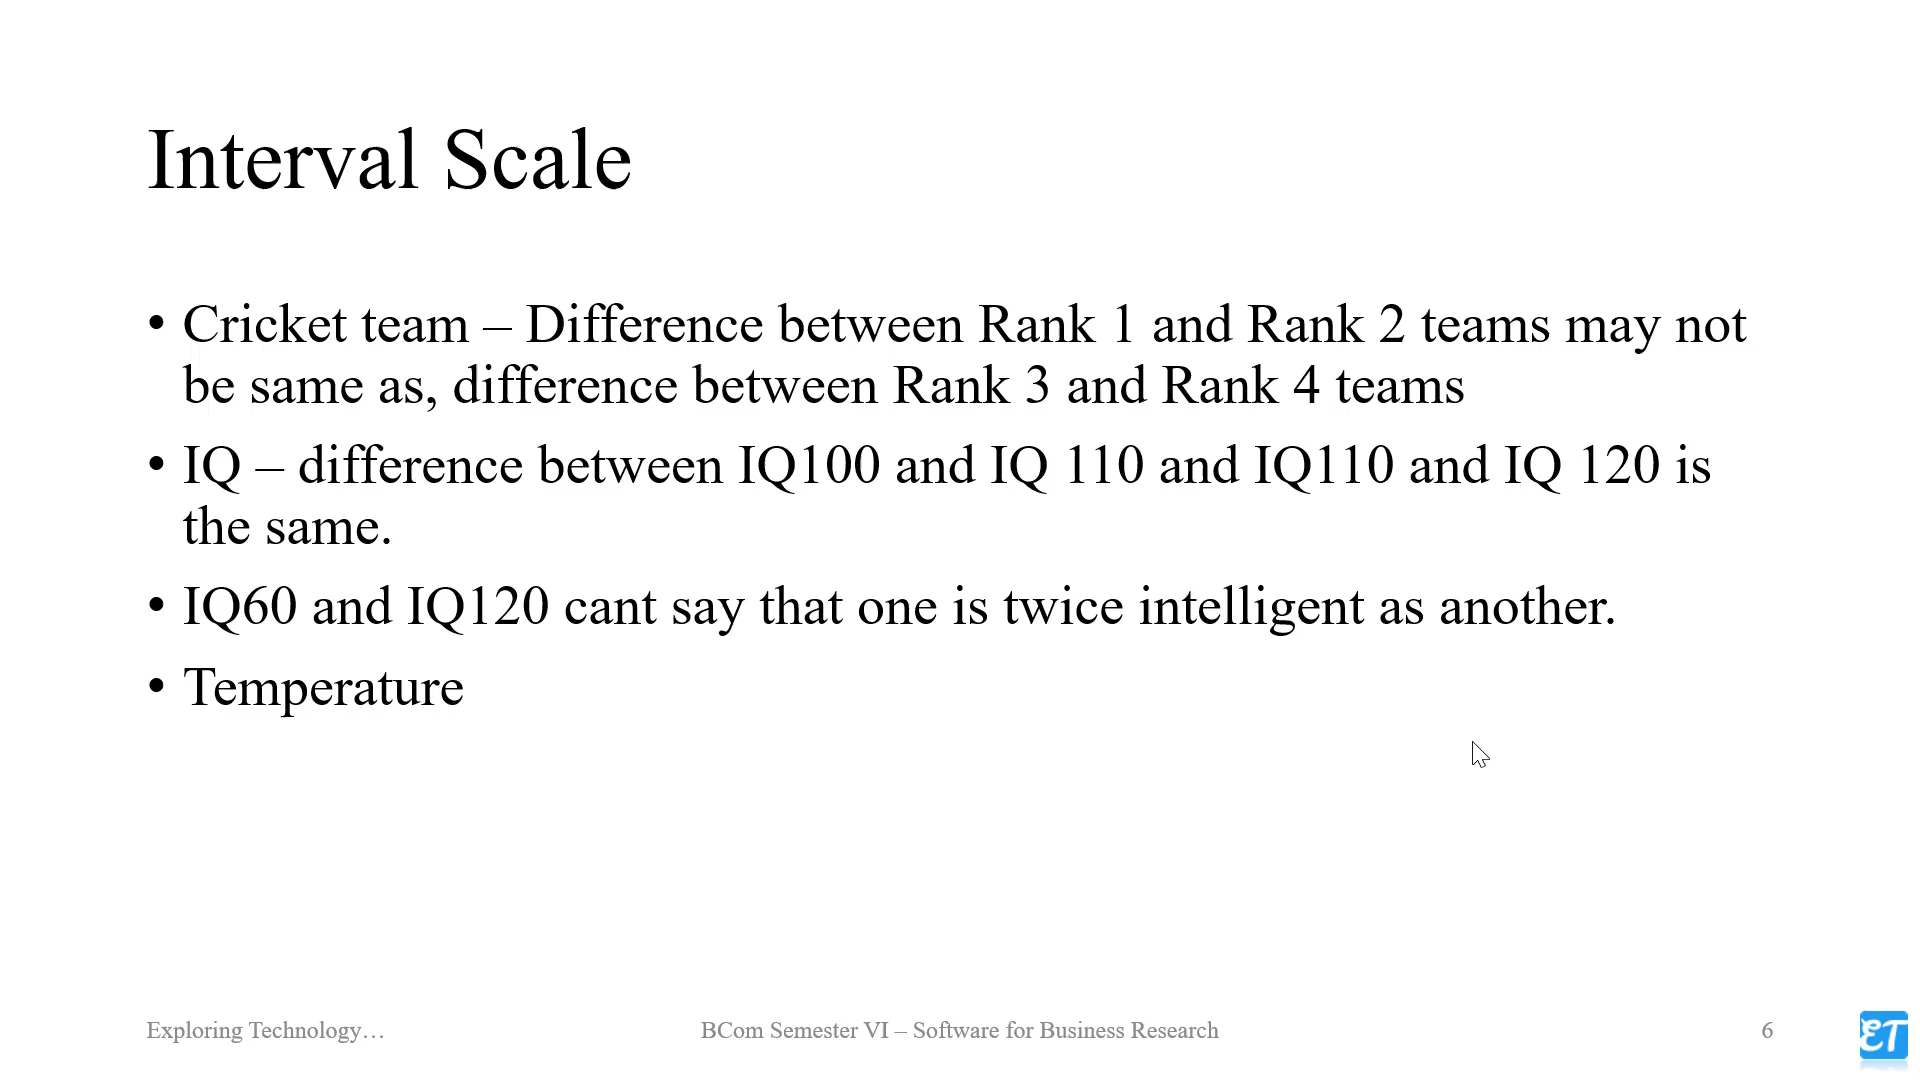 Interval Scale
• Cricket team – Difference between Rank 1 and Rank 2 teams may not
be same as, difference between Rank 3 and Rank 4 teams
• IQ – difference between IQ100 and IQ 110 and IQ110 and IQ 120 is
the same.
• IQ60 and IQ120 cant say that one is twice intelligent as another.
• Temperature
Exploring Technology…
BCom Semester VI – Software for Business Research
6
ET